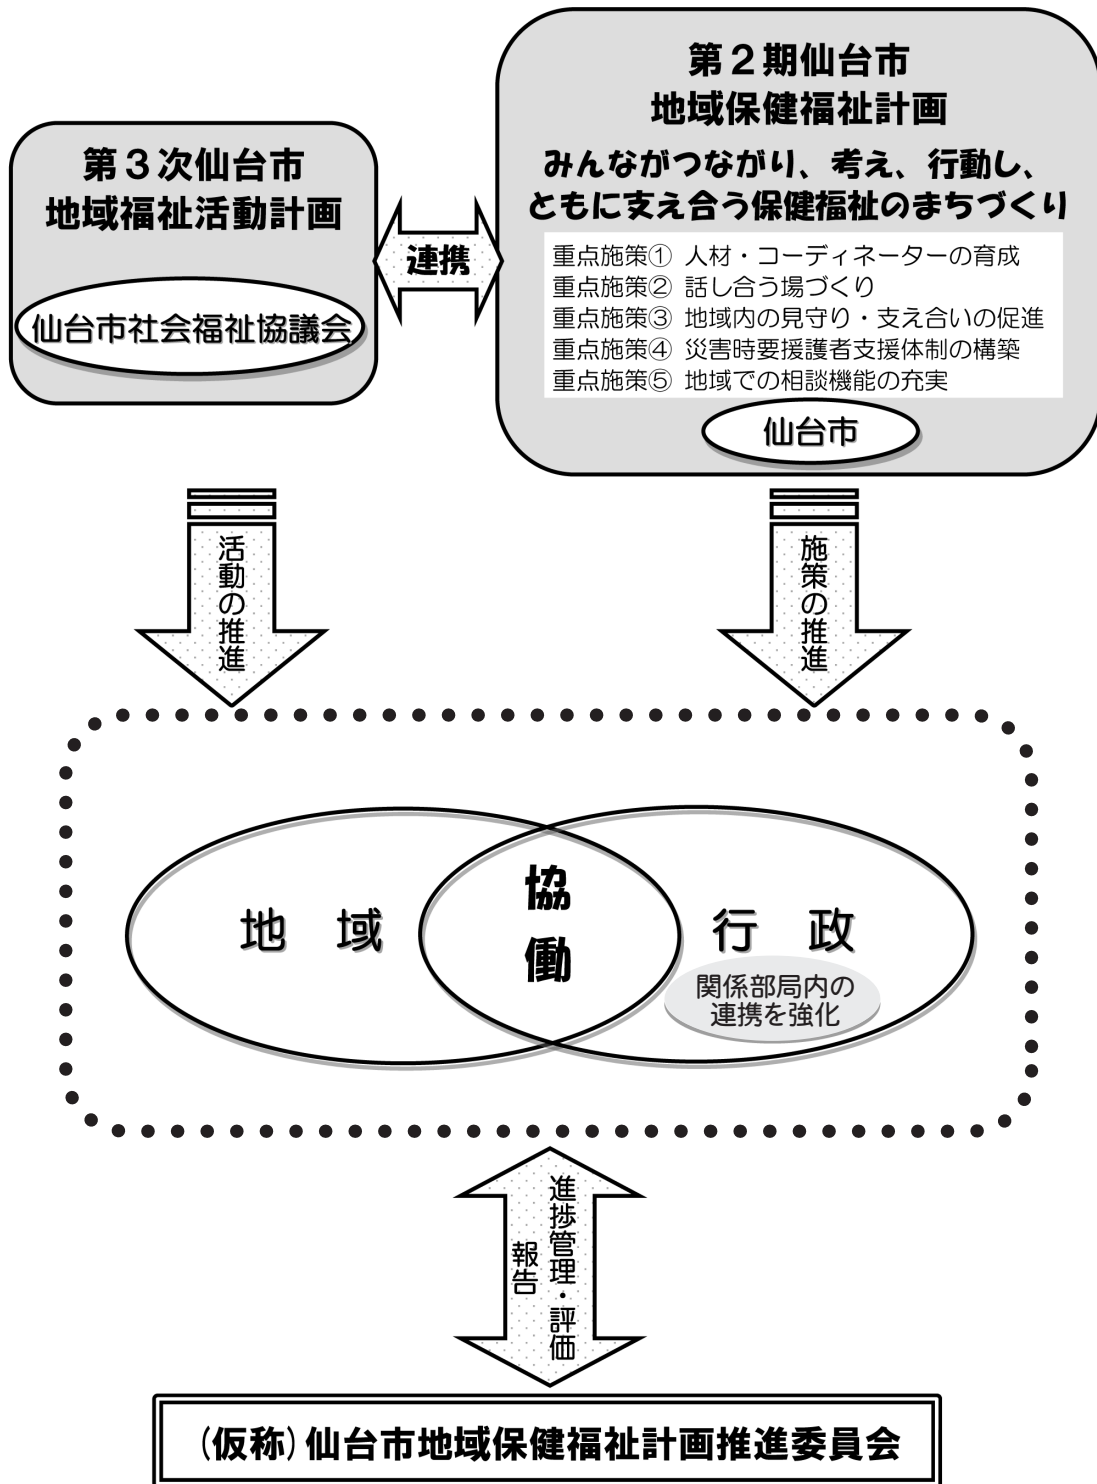 第３次仙台市
地域福祉活動計画
仙台市社会福祉協議会
連携
第２期仙台市
地域保健福祉計画
みんながつながり、考え、行動し、
ともに支え合う保健福祉のまちづくり
重点施策① 人材・コーディネーターの育成
重点施策② 話し合う場づくり
重点施策③ 地域内の見守り・支え合いの促進
重点施策④ 災害時要援護者支援体制の構築
重点施策⑤ 地域での相談機能の充実
仙台市
活動の推進
施策の推進
地　域
協働
行　政
関係部局内の
連携を強化
進捗管理・評価
報告
(仮称)仙台市地域保健福祉計画推進委員会